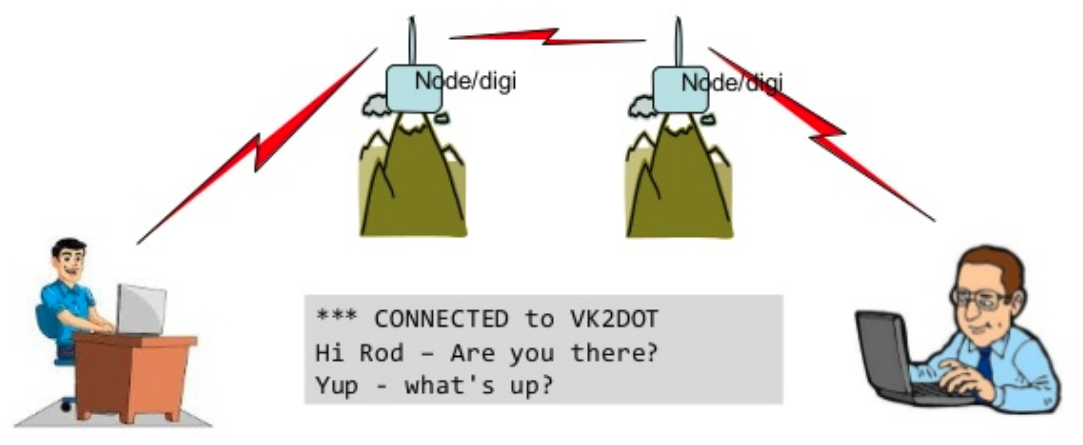 Node/digi
Node/digi
*** CONNECTED to VK2DOT
Hi Rod – Are you there?
Yup - what's up?